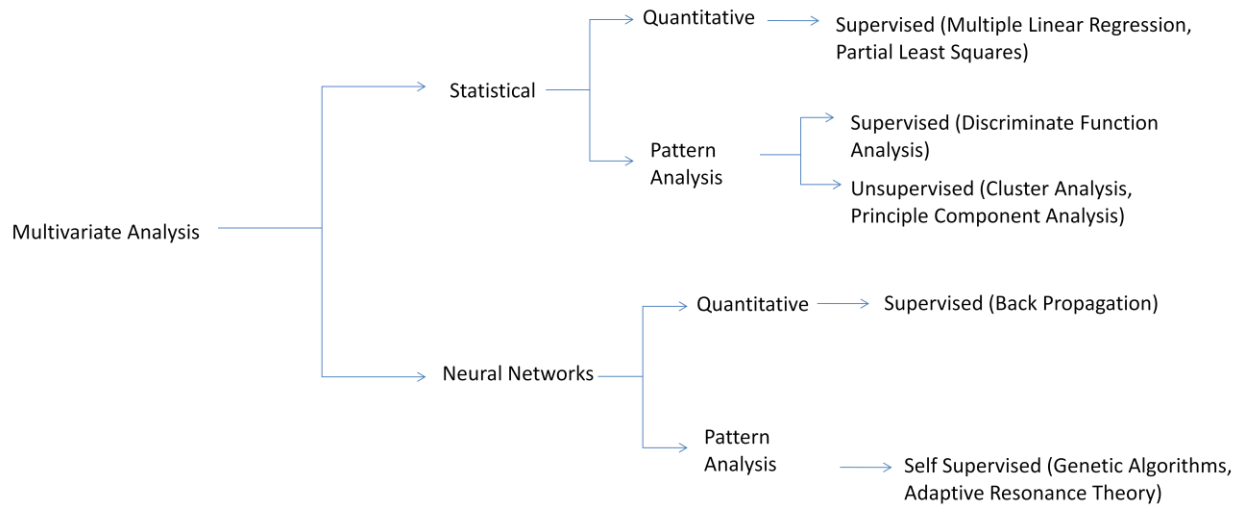 Quantitative
Supervised (Multiple Linear Regression,
Partial Least Squares)
Statistical
Supervised (Discriminate Function
Analysis)
Pattern
Analysis
Unsupervised (Cluster Analysis,
Principle Component Analysis)
Multivariate Analysis
Quantitative
Supervised (Back Propagation)
Neural Networks
Pattern
Analysis
Self Supervised (Genetic Algorithms,
Adaptive Resonance Theory)